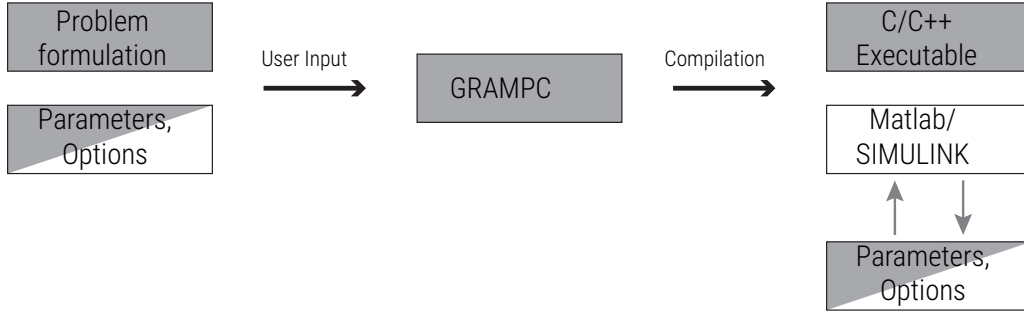 Problem
formulation
Parameters,
Options
User Input
GRAMPC
Compilation
C/C++
Executable
Matlab/
SIMULINK
Parameters,
Options